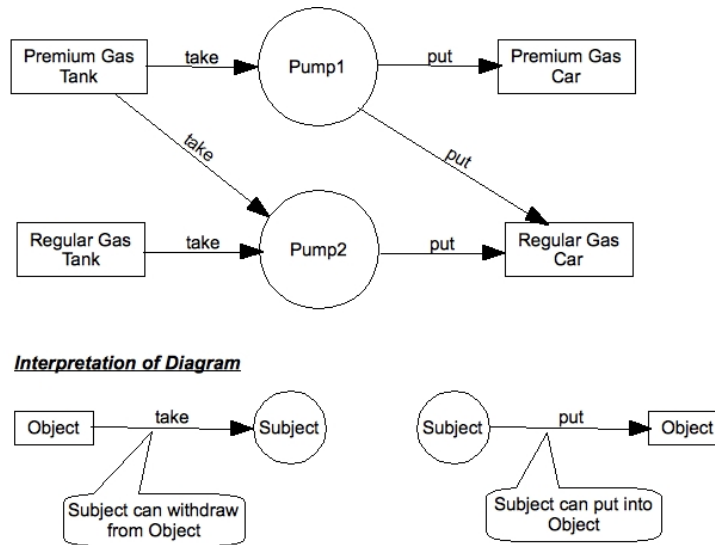 Premium Gas
Tank
take
Pump1
put
Premium Gas
Car
take
put
Regular Gas
Tank
take
Pump2
put
Regular Gas
Car
Interpretation of Diagram
Object
take
Subject
Subject
put
Object
Subject can withdraw
from Object
Subject can put into
Object